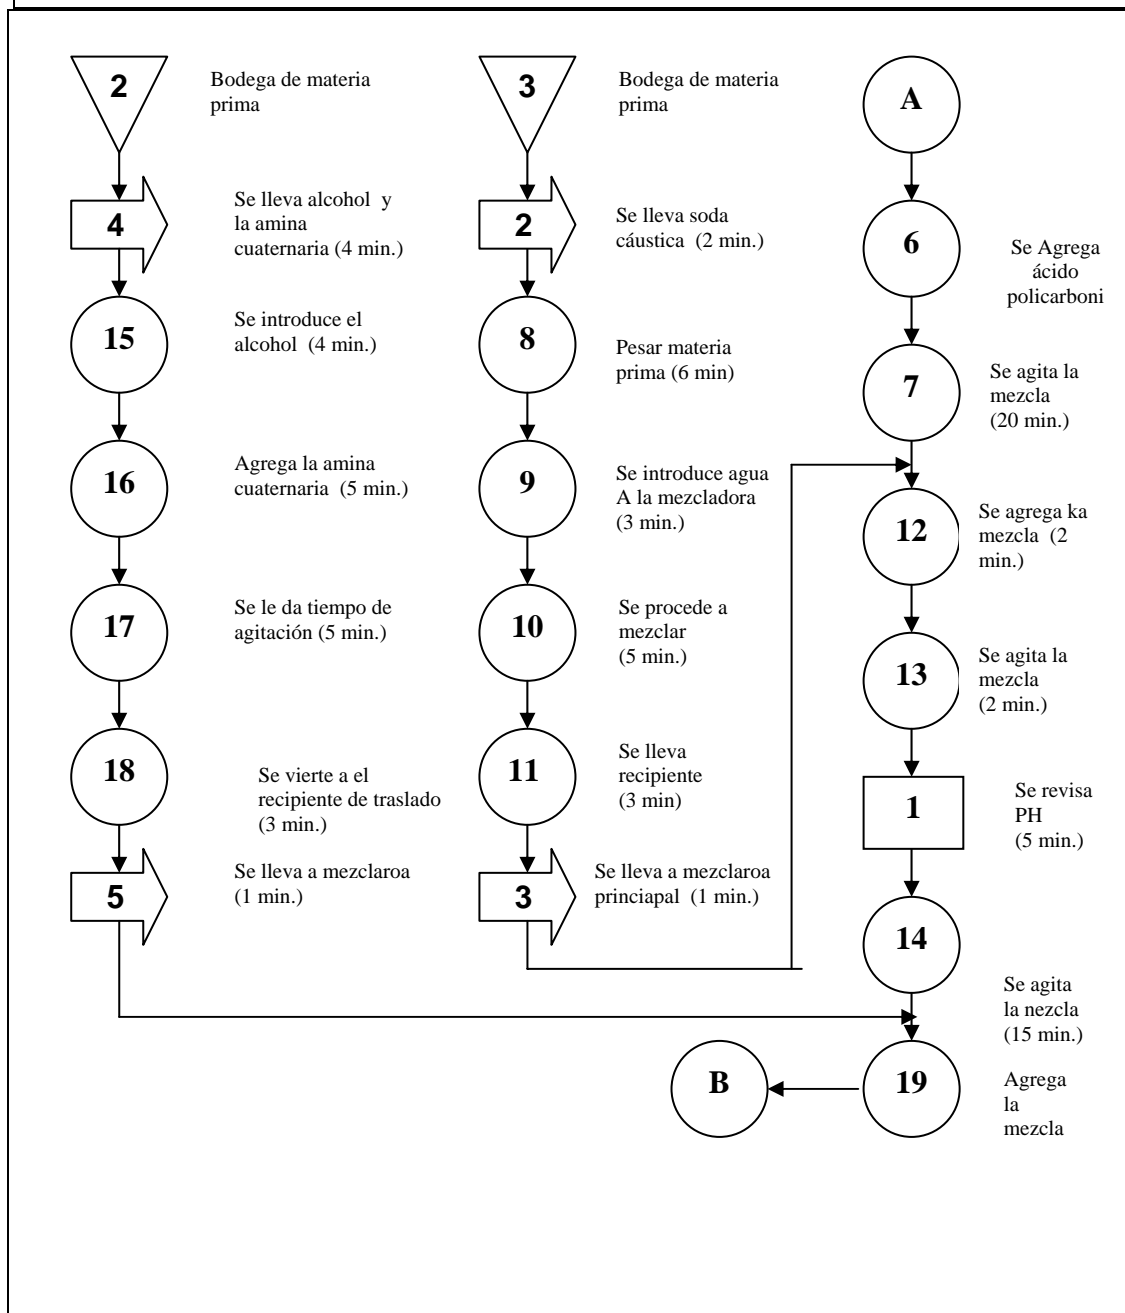 2
Bodega de materia
prima
4
Se lleva alcohol y
la amina
cuaternaria (4 min.)
15
Se introduce el
alcohol (4 min.)
16
Agrega la amina
cuaternaria (5 min.)
17
Se le da tiempo de
agitación (5 min.)
18
Se vierte a el
recipiente de traslado
(3 min.)
5
Se lleva a mezclaroa
(1 min.)
3
Bodega de materia
prima
2
Se lleva soda
cáustica (2 min.)
8
Pesar materia
prima (6 min)
9
Se introduce agua
A la mezcladora
(3 min.)
10
Se procede a
mezclar
(5 min.)
11
Se lleva
recipiente
(3 min)
3
Se lleva a mezclaroa
princiapal (1 min.)
A
6
Se Agrega
ácido
policarboni
7
Se agita la
mezcla
(20 min.)
12
Se agrega ka
mezcla (2
min.)
13
Se agita la
mezcla
(2 min.)
1
Se revisa
PH
(5 min.)
14
Se agita
la nezcla
(15 min.)
19
Agrega
la
mezcla
B